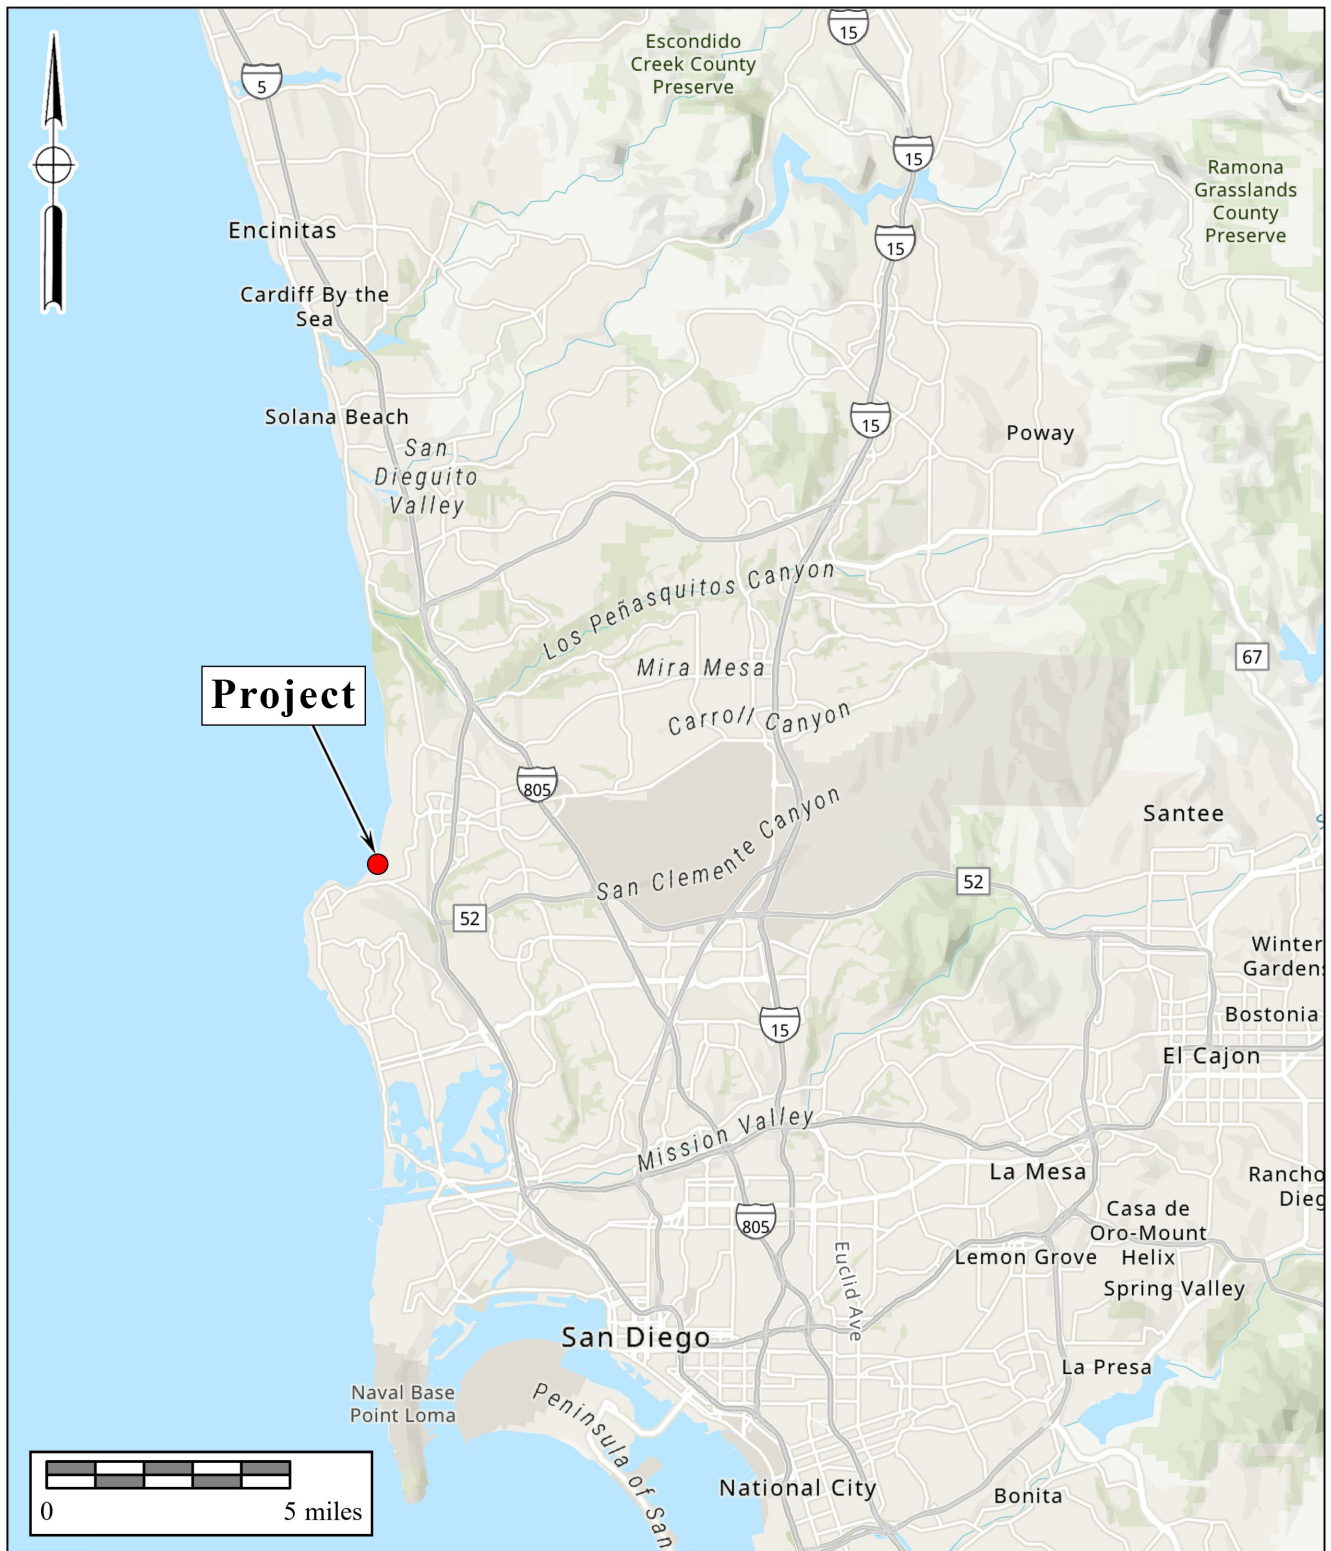 15
Escondido
Creek County
Preserve
5
15
Ramona
Grasslands
County
Preserve
Encinitas
15
Cardiff By the
Sea
Solana Beach
15
Poway
San
Dieguito
Valley
Los Peñasquitos Canyon
Mira Mesa
67
Project
Carroll Canyon
805
San Clemente Canyon
Santee
52
52
Winter
Gardens
Bostonia
15
El Cajon
Mission Valley
La Mesa
Rancho
Dieg
Casa de
Oro-Mount
Helix
805
Euclid Ave
Lemon Grove
Spring Valley
San Diego
La Presa
Naval Base
Point Loma
Peninsula of San
National City
Bonita
0
5 miles